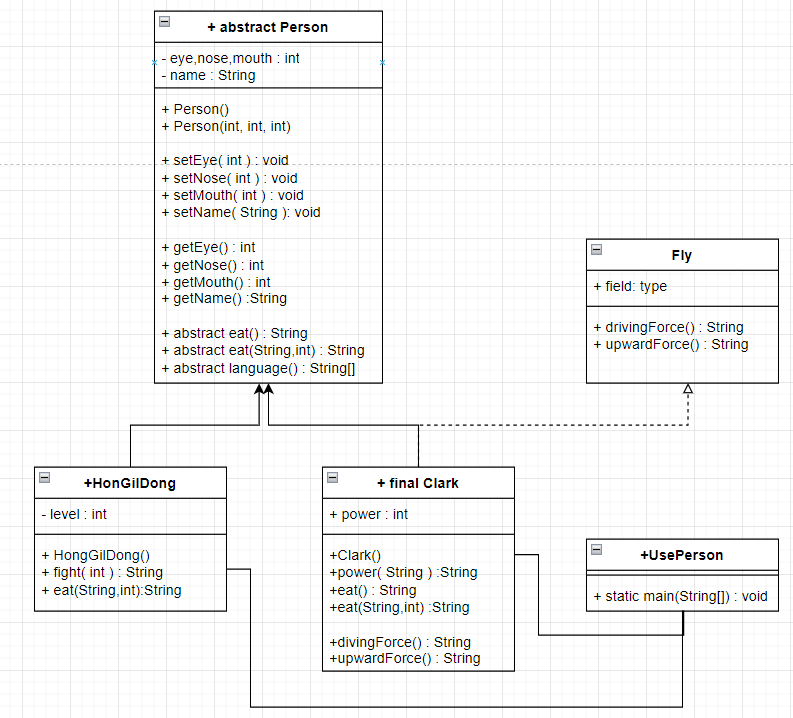 + abstract Person
- eye,nose,mouth : int
- name : String
+ Person()
+ Person(int, int, int)
+ setEye( int ) : void
+ setNose( int ) : void
+ setMouth( int ) : void
+ setName( String ): void
+ getEye() : int
+ getNose() : int
+ getMouth() : int
+ getName() :String
+ abstract eat() : String
+ abstract eat(String,int) : String
+ abstract language() : String[]
Fly
+ field: type
+ drivingForce() : String
+ upwardForce() : String
+HonGilDong
- level : int
+ HongGilDong()
+ fight( int ) : String
+ eat(String,int):String
+ final Clark
+ power : int
+Clark()
+power( String ) :String
+eat() : String
+eat(String,int) :String
+divingForce() : String
+upwardForce() : String
+UsePerson
+ static main(String[]) : void